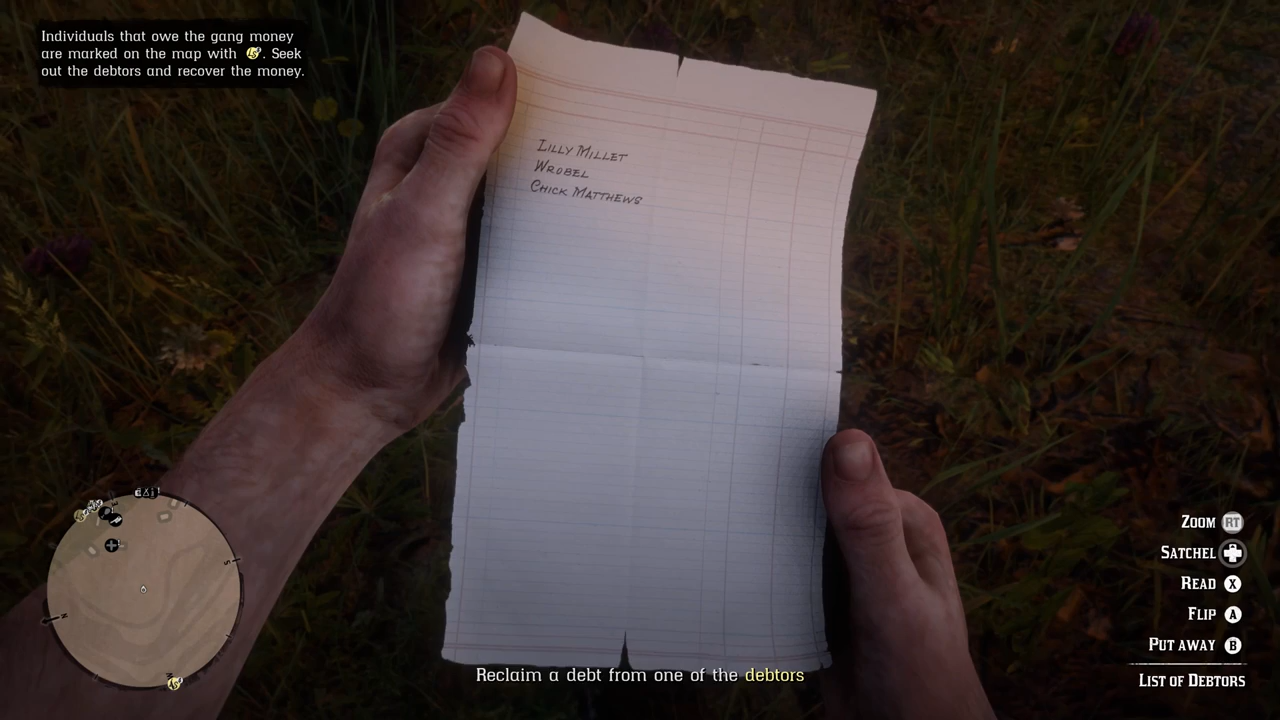 Individuals that owe the gang money
are marked on the map with LS. Seek
out the debtors and recover the money.
LILLY MILLET
WROBEL
CHICK MATTHEWS
ZOOM RT
SATCHEL
READ X
FLIP A
PUT AWAY B
LIST OF DEBTORS
Reclaim a debt from one of the debtors